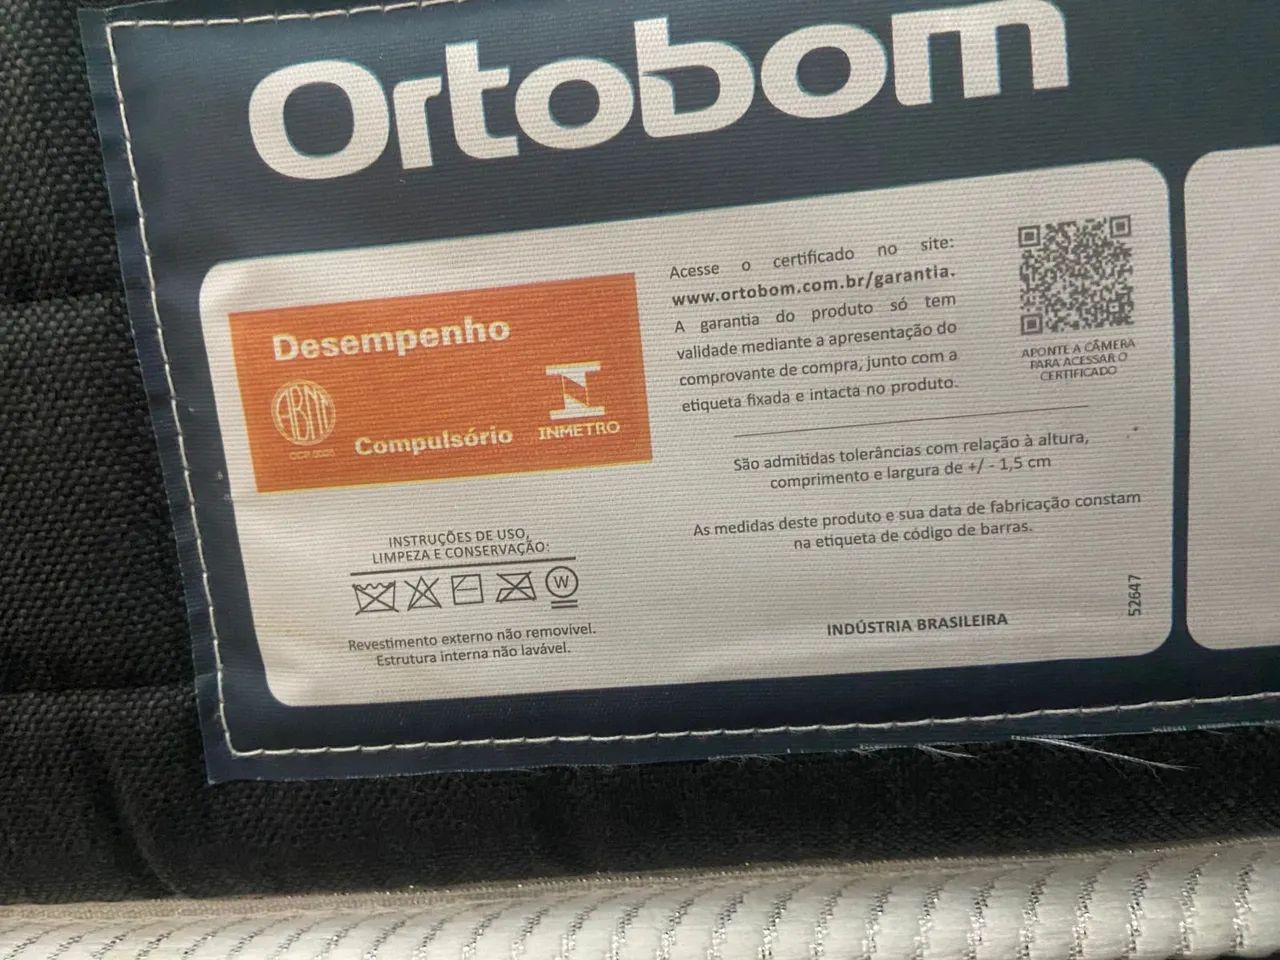 Ortobom
Desempenho
ABNT
Compulsório
INMETRO
INSTRUÇÕES DE USO,
LIMPEZA E CONSERVAÇÃO:
W
Revestimento externo não removível.
Estrutura interna não lavável.
Acesse o certificado no site:
www.ortobom.com.br/garantia.
A garantia do produto só tem
validade mediante a apresentação do
comprovante de compra, junto com a
etiqueta fixada e intacta no produto.
APONTE A CÂMERA
PARA ACESSAR O
CERTIFICADO
São admitidas tolerâncias com relação à altura,
comprimento e largura de +/ - 1,5 cm
As medidas deste produto e sua data de fabricação constam
na etiqueta de código de barras.
INDÚSTRIA BRASILEIRA
52647